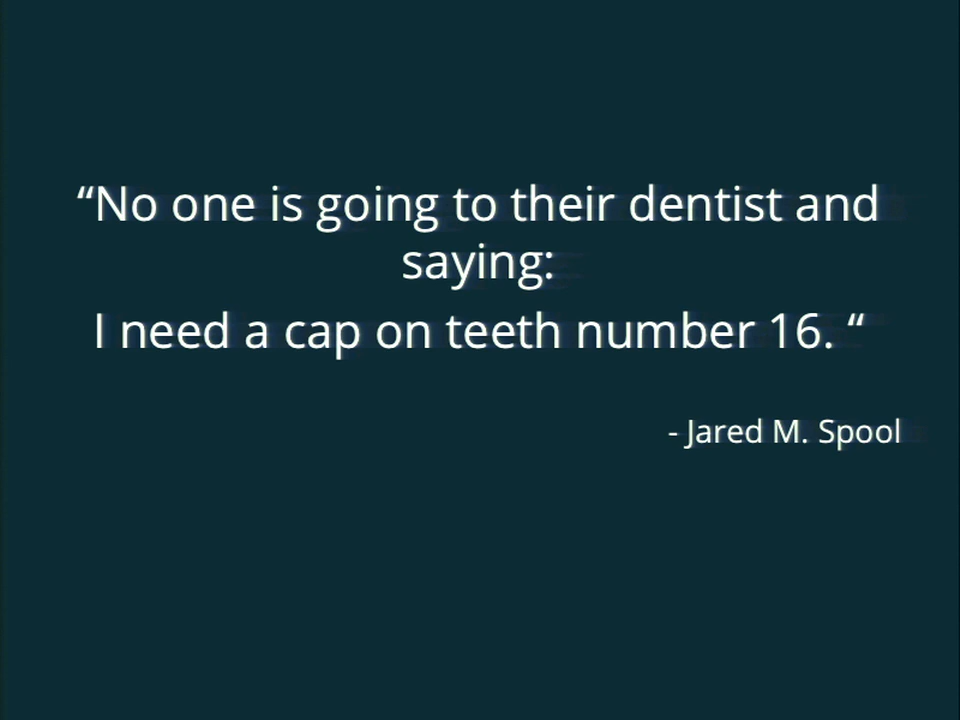 “No one is going to their dentist and
saying:
I need a cap on teeth number 16. “
- Jared M. Spool